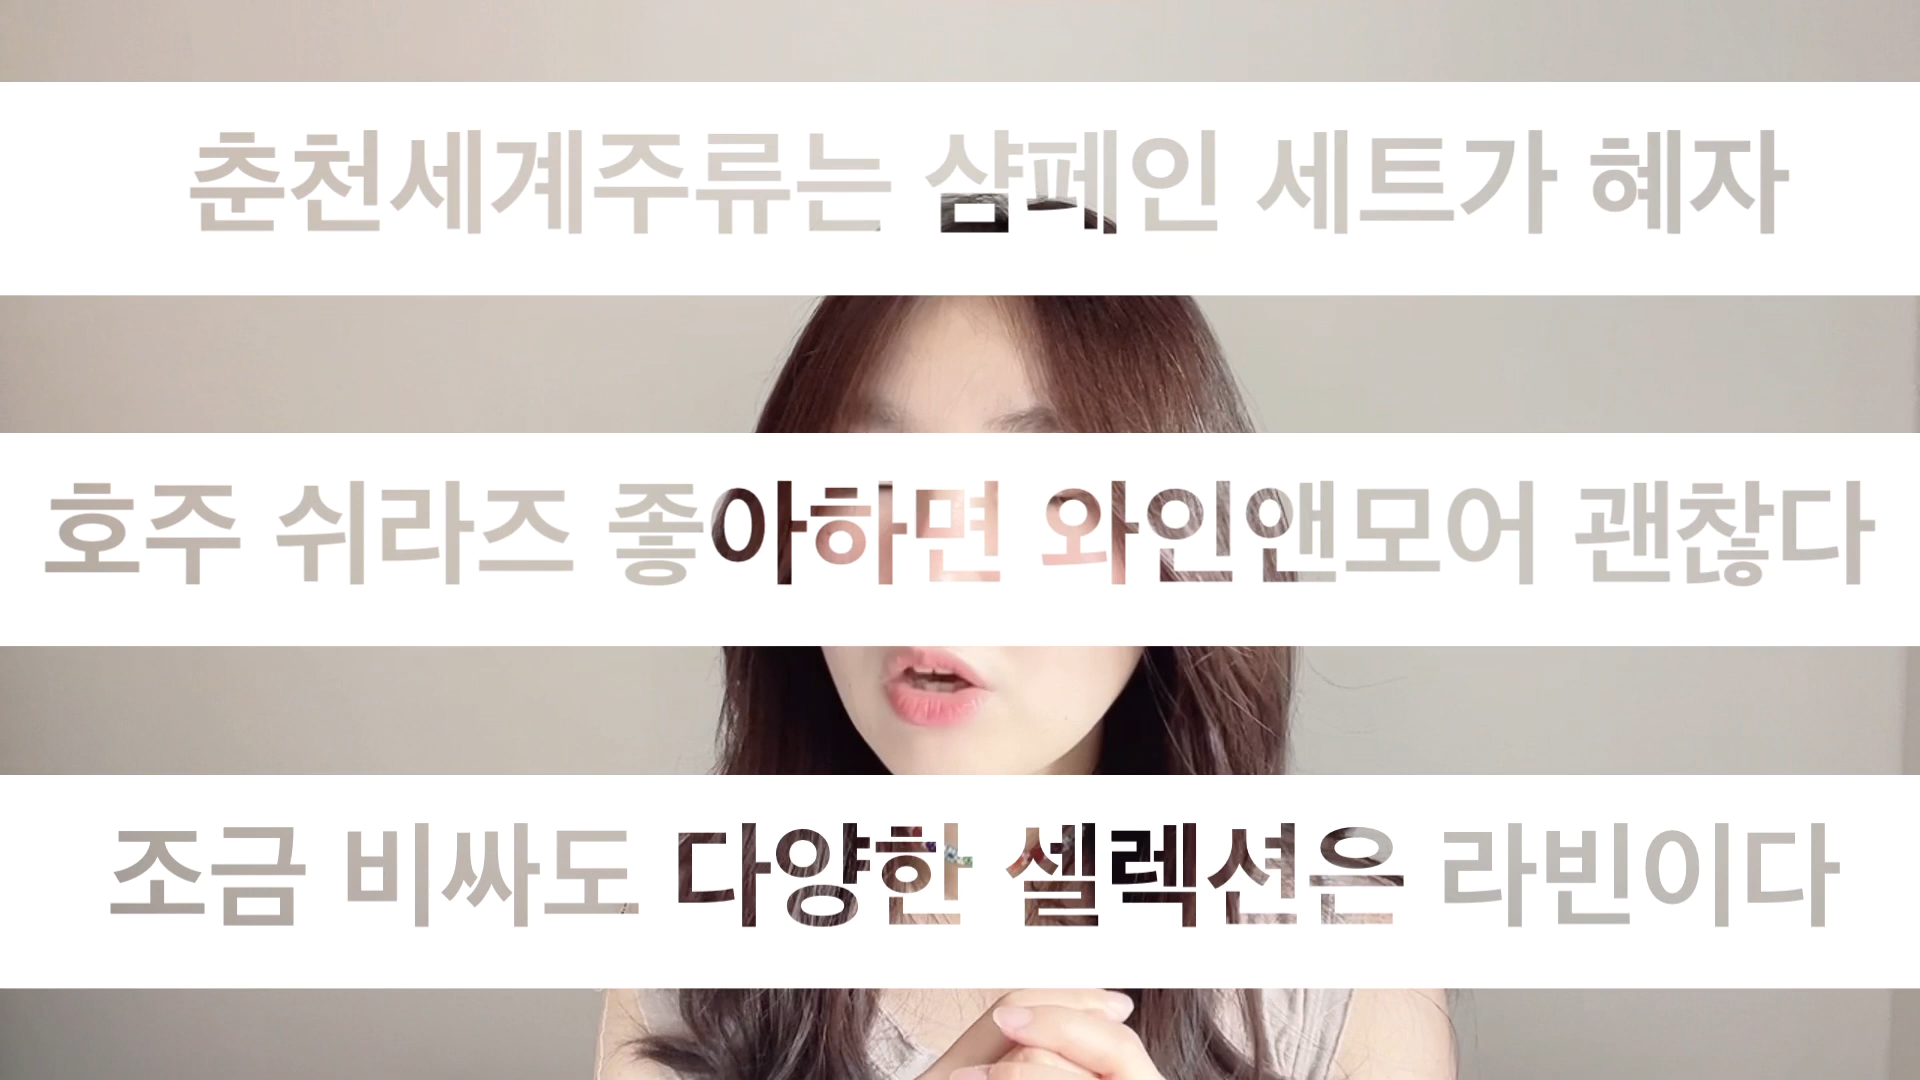 춘천세계주류는 샴페인 세트가 혜자
호주 쉬라즈 좋아하면 와인앤모어 괜찮다
조금 비싸도 다양한 셀렉션은 라빈이다